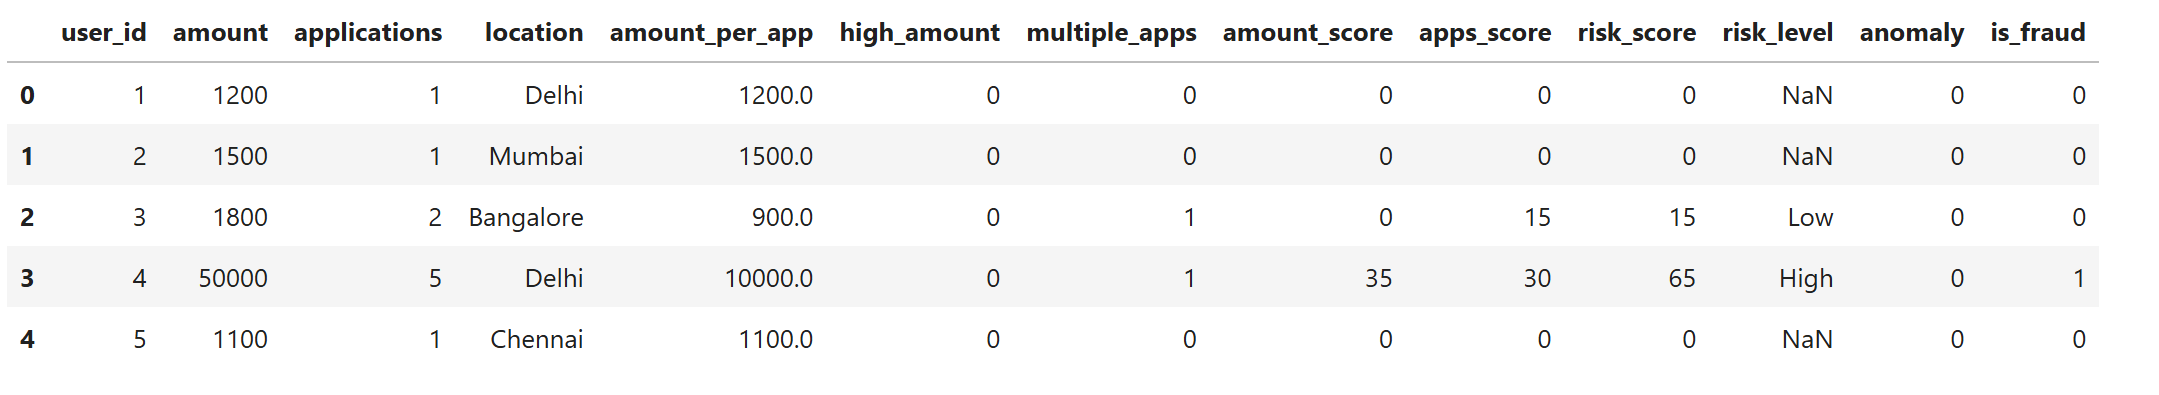 user_id amount applications location amount_per_app high_amount multiple_apps amount_score apps_score risk_score risk_level anomaly is_fraud
0 1 1200 1 Delhi 1200.0 0 0 0 0 0 NaN 0 0
1 2 1500 1 Mumbai 1500.0 0 0 0 0 0 NaN 0 0
2 3 1800 2 Bangalore 900.0 0 1 0 15 15 Low 0 0
3 4 50000 5 Delhi 10000.0 0 1 35 30 65 High 0 1
4 5 1100 1 Chennai 1100.0 0 0 0 0 0 NaN 0 0